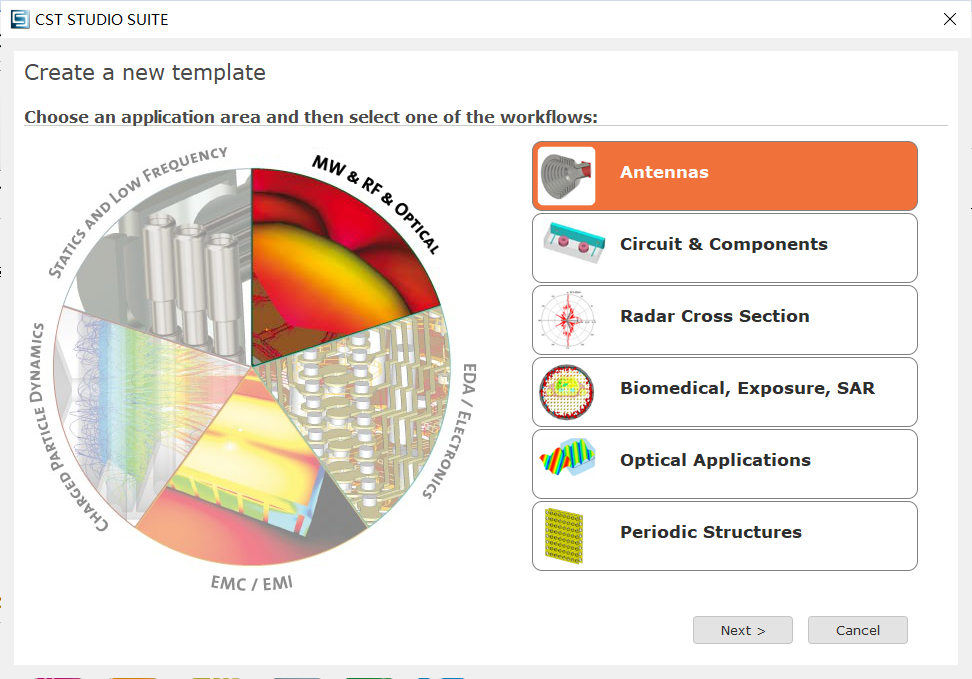 CST STUDIO SUITE
Create a new template
Choose an application area and then select one of the workflows:
STATICS AND LOW FREQUENCY
MW & RF & OPTICAL
EDA / ELECTRONICS
EMC / EMI
CHARGED PARTICLE DYNAMICS
Antennas
Circuit & Components
Radar Cross Section
Biomedical, Exposure, SAR
Optical Applications
Periodic Structures
Next >
Cancel